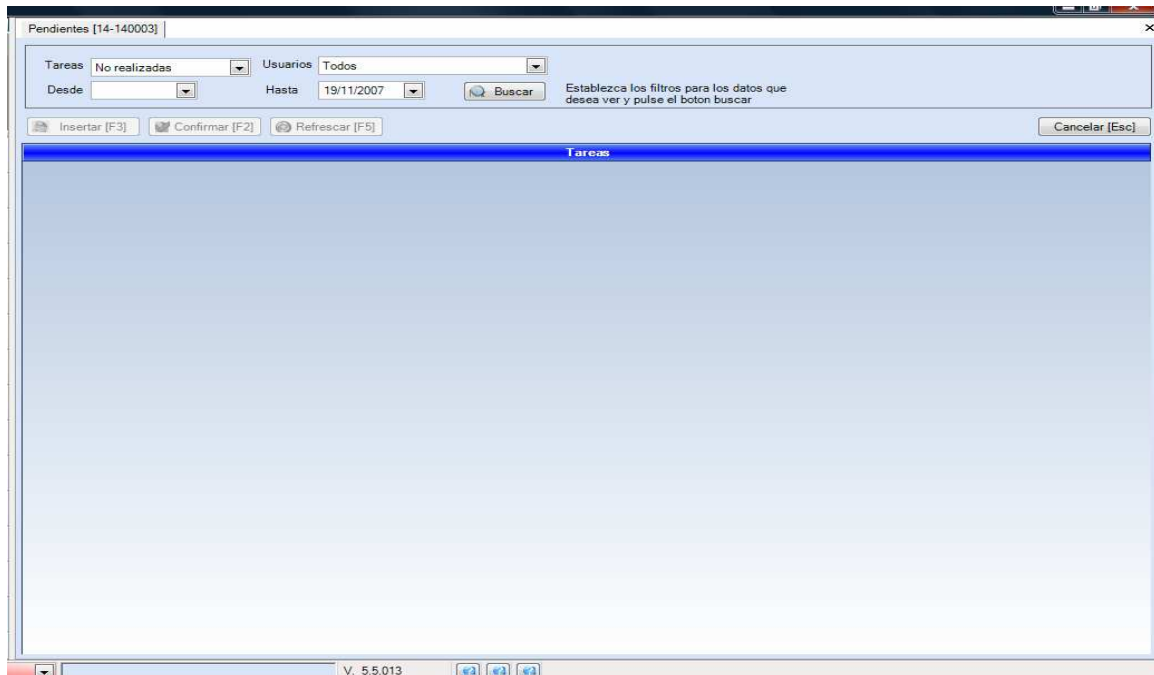 Pendientes [14-140003]
Tareas No realizadas Usuarios Todos
Desde Hasta 19/11/2007 Buscar Establezca los filtros para los datos que
desea ver y pulse el boton buscar
Insertar [F3] Confirmar [F2] Refrescar [F5] Cancelar [Esc]
Tareas
V. 5.5.013